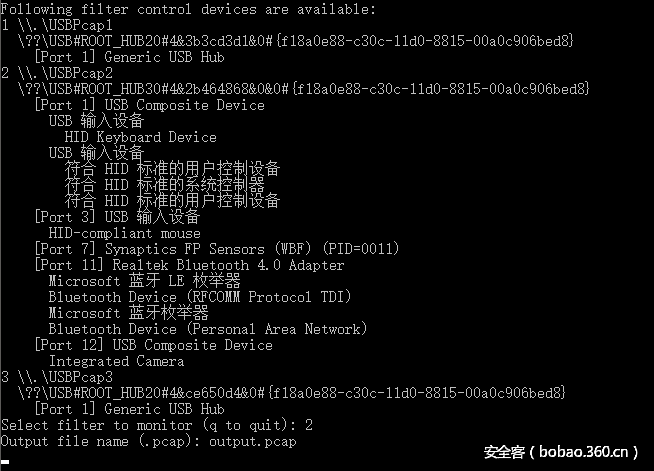 Following filter control devices are available:
1 \\.\USBPcap1
\??\USB#ROOT_HUB20#4&3b3cd3d1&0#{f18a0e88-c30c-11d0-8815-00a0c906bed8}
[Port 1] Generic USB Hub
2 \\.\USBPcap2
\??\USB#ROOT_HUB30#4&2b464868&0&0#{f18a0e88-c30c-11d0-8815-00a0c906bed8}
[Port 1] USB Composite Device
USB 输入设备
HID Keyboard Device
USB 输入设备
符合 HID 标准的用户控制设备
符合 HID 标准的系统控制器
符合 HID 标准的用户控制设备
[Port 3] USB 输入设备
HID-compliant mouse
[Port 7] Synaptics FP Sensors (WBF) (PID=0011)
[Port 11] Realtek Bluetooth 4.0 Adapter
Microsoft 蓝牙 LE 枚举器
Bluetooth Device (RFCOMM Protocol TDI)
Microsoft 蓝牙枚举器
Bluetooth Device (Personal Area Network)
[Port 12] USB Composite Device
Integrated Camera
3 \\.\USBPcap3
\??\USB#ROOT_HUB20#4&ce650d4&0#{f18a0e88-c30c-11d0-8815-00a0c906bed8}
[Port 1] Generic USB Hub
Select filter to monitor (q to quit): 2
Output file name (.pcap): output.pcap
安全客（bobao.360.cn）